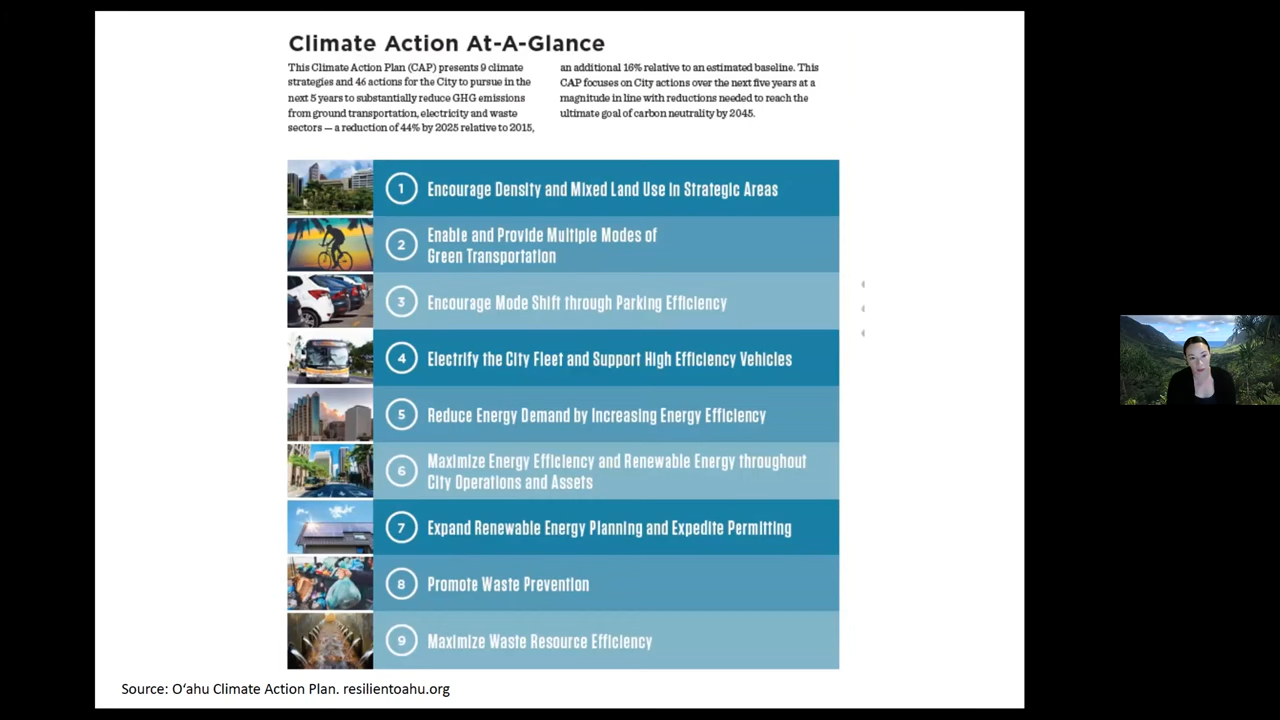 Climate Action At-A-Glance
This Climate Action Plan (CAP) presents 9 climate
strategies and 46 actions for the City to pursue in the
next 5 years to substantially reduce GHG emissions
from ground transportation, electricity and waste
sectors — a reduction of 44% by 2025 relative to 2015,
an additional 16% relative to an estimated baseline. This
CAP focuses on City actions over the next five years at a
magnitude in line with reductions needed to reach the
ultimate goal of carbon neutrality by 2045.
1 Encourage Density and Mixed Land Use in Strategic Areas
2 Enable and Provide Multiple Modes of
Green Transportation
3 Encourage Mode Shift through Parking Efficiency
4 Electrify the City Fleet and Support High Efficiency Vehicles
5 Reduce Energy Demand by Increasing Energy Efficiency
6 Maximize Energy Efficiency and Renewable Energy throughout
City Operations and Assets
7 Expand Renewable Energy Planning and Expedite Permitting
8 Promote Waste Prevention
9 Maximize Waste Resource Efficiency
Source: Oʻahu Climate Action Plan. resilientoahu.org